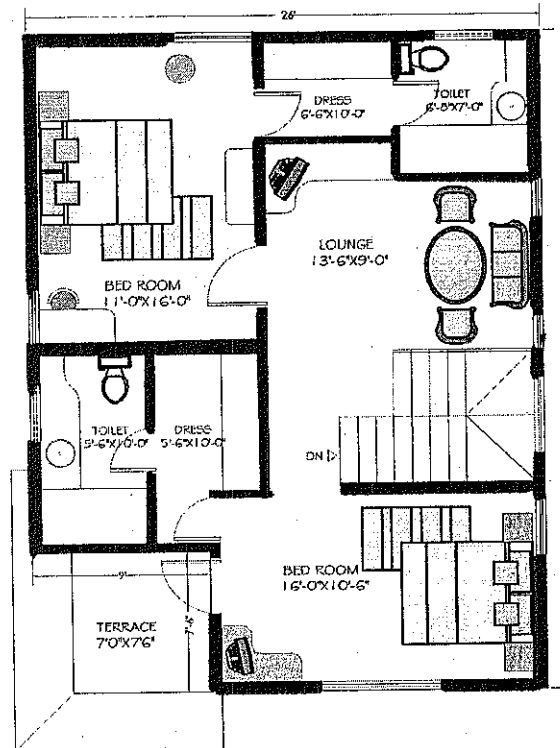 26'
DRESS
6'-6"X10'-0"
TOILET
6'-8"X7'-0"
LOUNGE
13'-6"X9'-0"
BED ROOM
11'-0"X16'-0"
TOILET
5'-6"X10'-0"
DRESS
5'-6"X10'-0"
DN
BED ROOM
16'-0"X10'-6"
9'
TERRACE
7'0"X7'6"
7'-6"